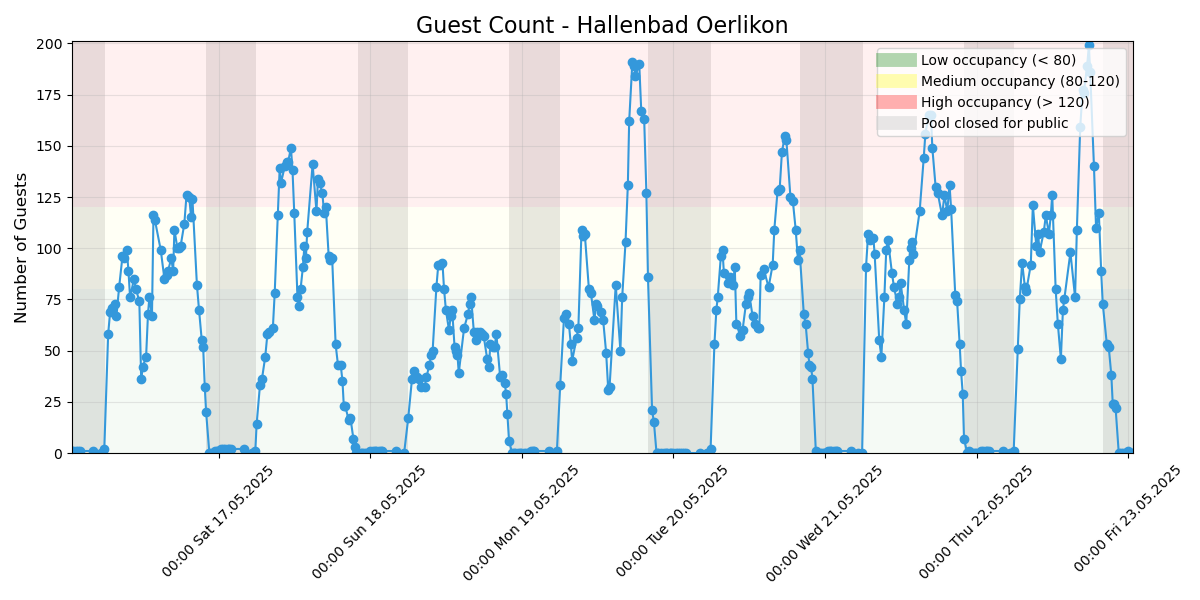 Guest Count - Hallenbad Oerlikon
Number of Guests
200
175
150
125
100
75
50
25
0
Low occupancy (< 80)
Medium occupancy (80-120)
High occupancy (> 120)
Pool closed for public
00:00 Sat 17.05.2025
00:00 Sun 18.05.2025
00:00 Mon 19.05.2025
00:00 Tue 20.05.2025
00:00 Wed 21.05.2025
00:00 Thu 22.05.2025
00:00 Fri 23.05.2025